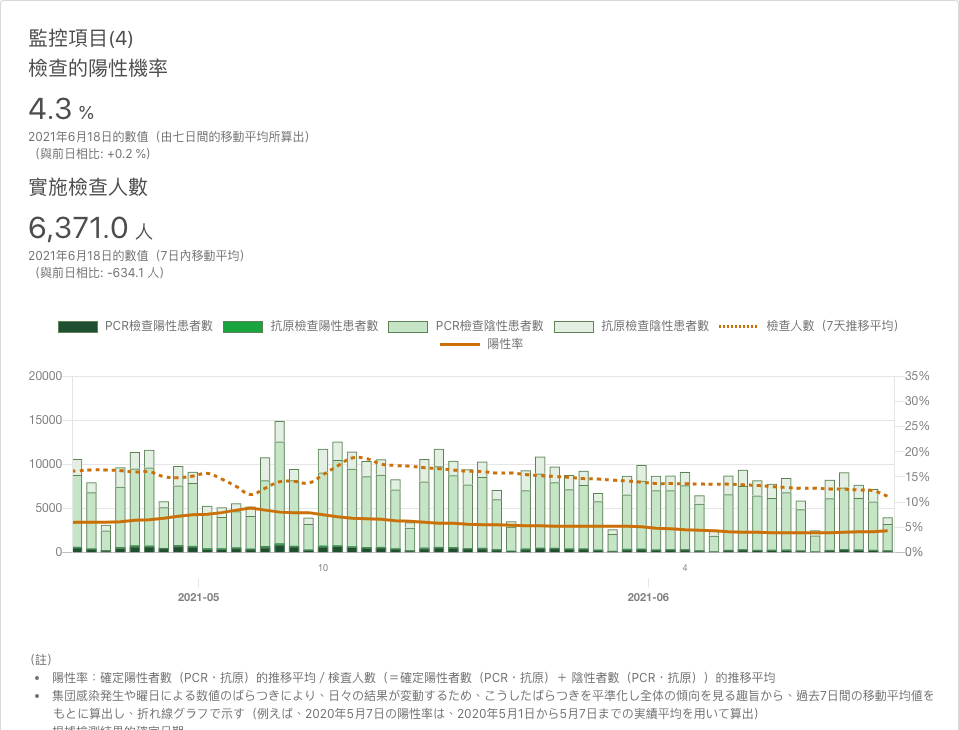 監控項目(4)
檢查的陽性機率
4.3 %
2021年6月18日的數值（由七日間的移動平均所算出）
（與前日相比: +0.2 %）
實施檢查人數
6,371.0 人
2021年6月18日的數值（7日內移動平均）
（與前日相比: -634.1 人）
PCR檢查陽性患者數 抗原檢查陽性患者數 PCR檢查陰性患者數 抗原檢查陰性患者數 檢查人數（7天推移平均）
陽性率
20000 35%
30%
15000 25%
20%
10000 15%
10%
5000 5%
0 0%
10 4
2021-05 2021-06
（註）
陽性率：確定陽性者數（PCR・抗原）的推移平均 / 検査人數（＝確定陽性者數（PCR・抗原）＋ 陰性者數（PCR・抗原））的推移平均
集団感染発生や曜日による数値のばらつきにより、日々の結果が変動するため、こうしたばらつきを平準化し全体の傾向を見る趣旨から、過去7日間の移動平均値を
もとに算出し、折れ線グラフで示す（例えば、2020年5月7日の陽性率は、2020年5月1日から5月7日までの実績平均を用いて算出）